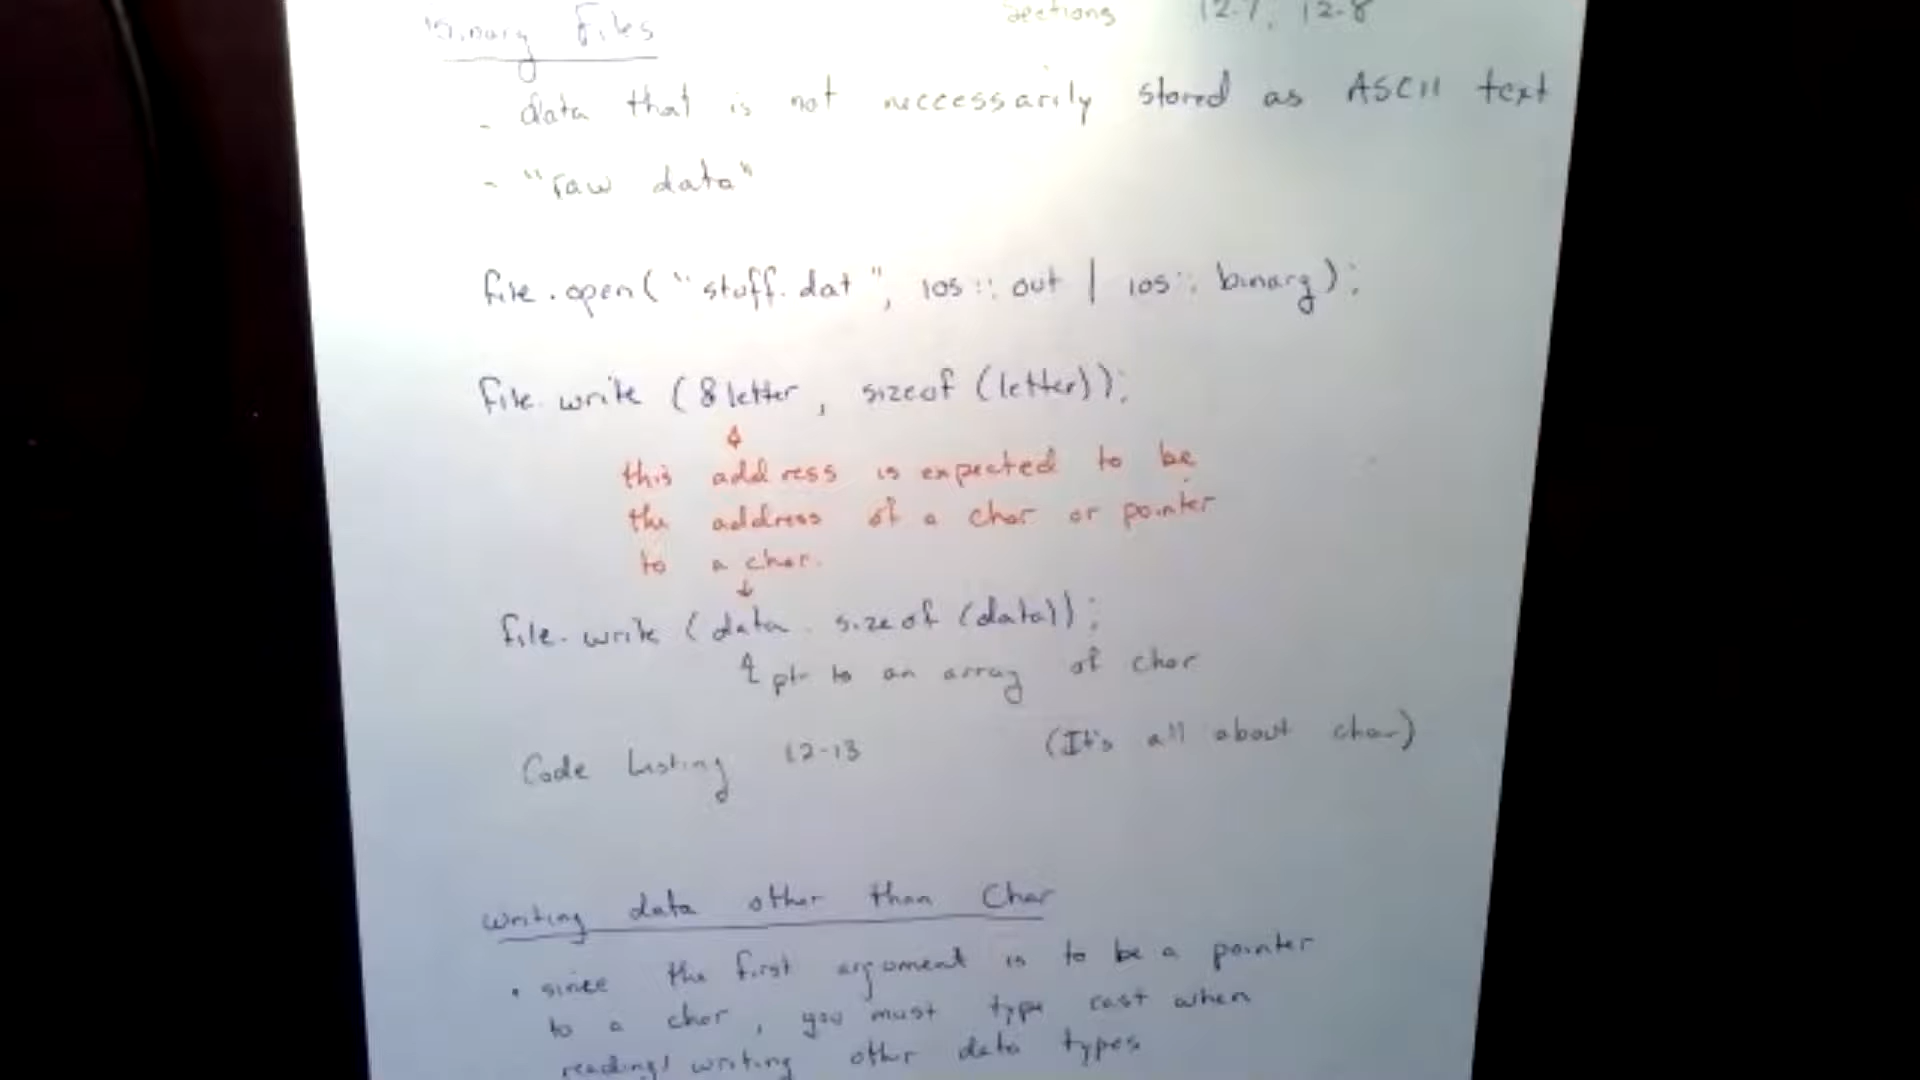 Binary Files Sections 12.7, 12.8
- data that is not neccessarily stored as ASCII text
- "raw data"
file.open("stuff.dat", ios::out | ios::binary);
file.write (&letter, sizeof (letter));
this address is expected to be
the address of a char or pointer
to a char.
file.write (data, sizeof (data));
ptr to an array of char
Code Listing 12-13 (It's all about char)
Writing data other than Char
• since the first argument is to be a pointer
to a char, you must type cast when
reading/writing other data types